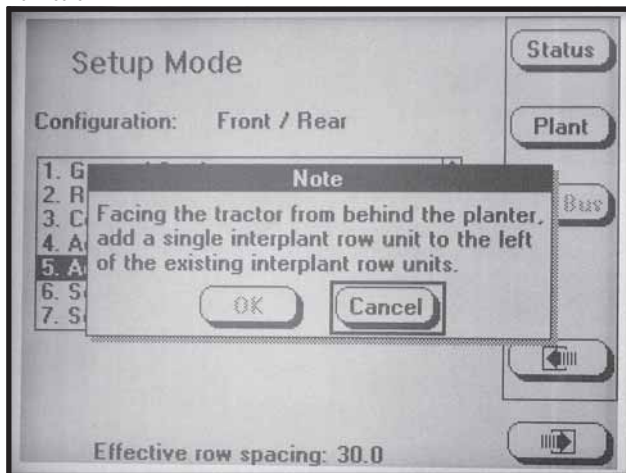 Setup Mode
Status
Configuration: Front / Rear
Plant
1. G
Note
2. R
Bus
3. C
Facing the tractor from behind the planter,
4. A
add a single interplant row unit to the left
5. A
of the existing interplant row units.
6. S
7. S
OK
Cancel
Effective row spacing: 30.0